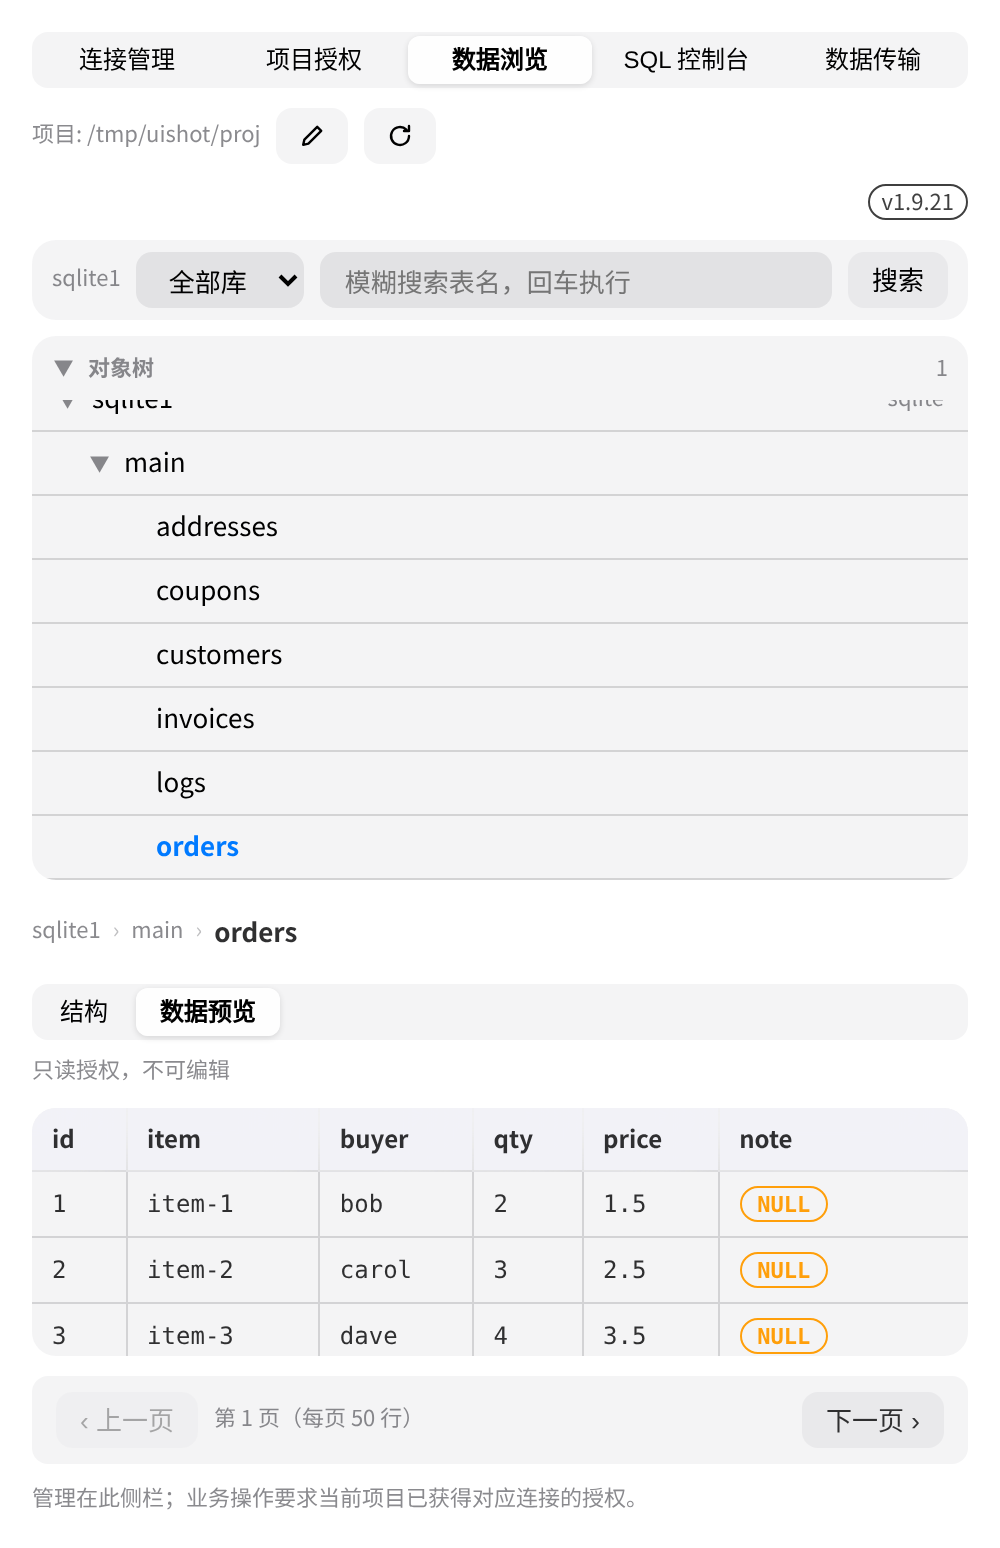 连接管理 项目授权 数据浏览 SQL 控制台 数据传输
项目: /tmp/uishot/proj
v1.9.21
sqlite1 全部库 模糊搜索表名，回车执行 搜索
▼ 对象树 1
▼ sqlite1 sqlite
▼ main
addresses
coupons
customers
invoices
logs
orders
sqlite1 › main › orders
结构 数据预览
只读授权，不可编辑
id item buyer qty price note
1 item-1 bob 2 1.5 NULL
2 item-2 carol 3 2.5 NULL
3 item-3 dave 4 3.5 NULL
‹ 上一页 第 1 页（每页 50 行） 下一页 ›
管理在此侧栏；业务操作要求当前项目已获得对应连接的授权。